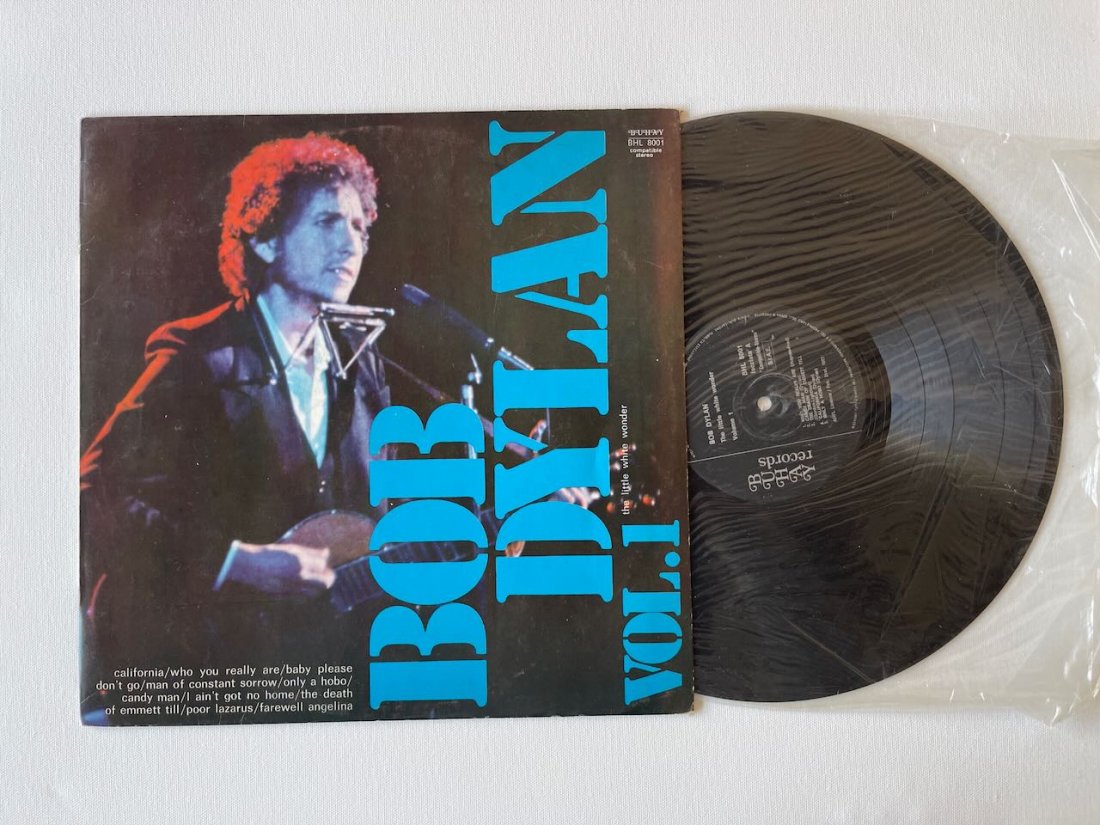 BUHAY
BHL 8001
compatible
stereo
BOB
DYLAN
the little white wonder
VOL.1
california/who you really are/baby please
don't go/man of constant sorrow/only a hobo/
candy man/I ain't got no home/the death
of emmett till/poor lazarus/farewell angelina
BUHAY
records
BOB DYLAN
The little white wonder
Volume 1
BHL 8001